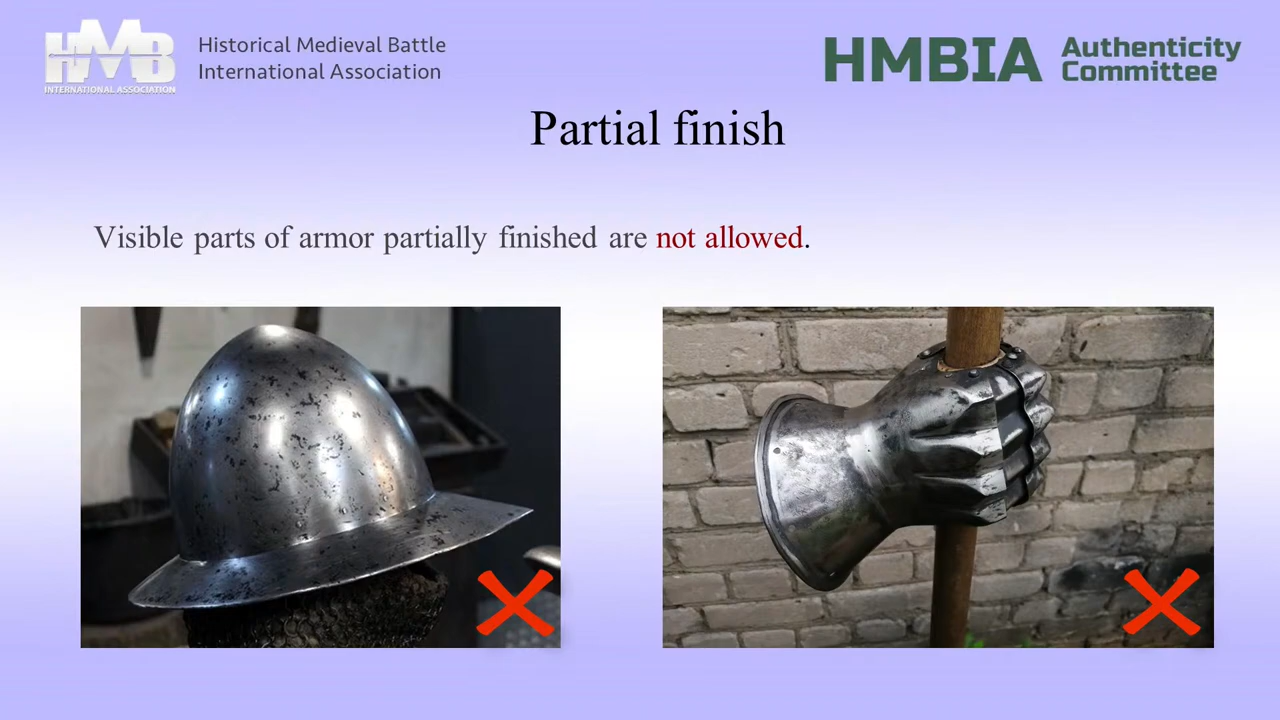 HMB
INTERNATIONAL ASSOCIATION
Historical Medieval Battle
International Association
HMBIA
Authenticity
Committee
Partial finish
Visible parts of armor partially finished are not allowed.